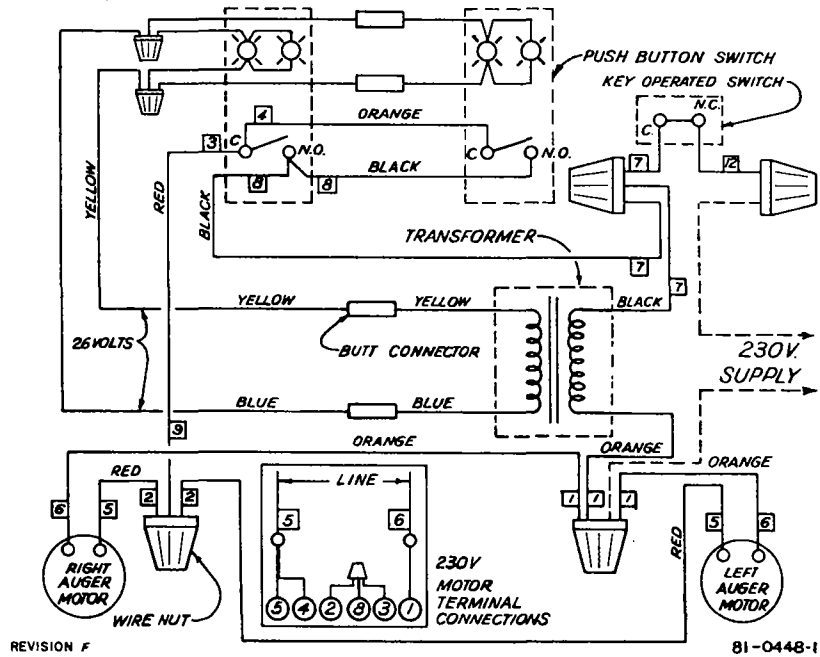 PUSH BUTTON SWITCH
KEY OPERATED SWITCH
N.C.
C.
4
ORANGE
3
C
N.O.
C
N.O.
7
12
8
8
BLACK
YELLOW
RED
BLACK
TRANSFORMER
7
7
YELLOW
YELLOW
BLACK
26 VOLTS
BUTT CONNECTOR
230V.
SUPPLY
BLUE
BLUE
9
ORANGE
ORANGE
ORANGE
RED
LINE
6
5
2
2
5
6
1
1
1
RED
5
6
RIGHT
AUGER
MOTOR
WIRE NUT
5
4
2
8
3
1
230V
MOTOR
TERMINAL
CONNECTIONS
LEFT
AUGER
MOTOR
REVISION F
81-0448-1